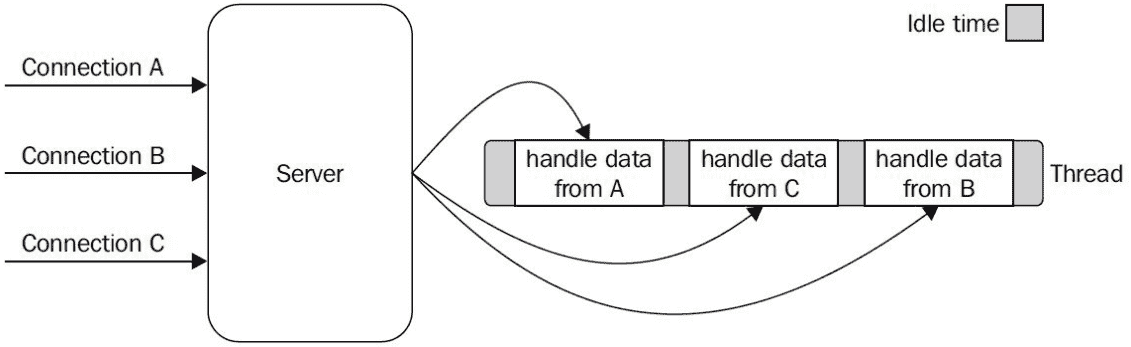 Idle time
Connection A
Connection B
Connection C
Server
handle data
from A
handle data
from C
handle data
from B
Thread